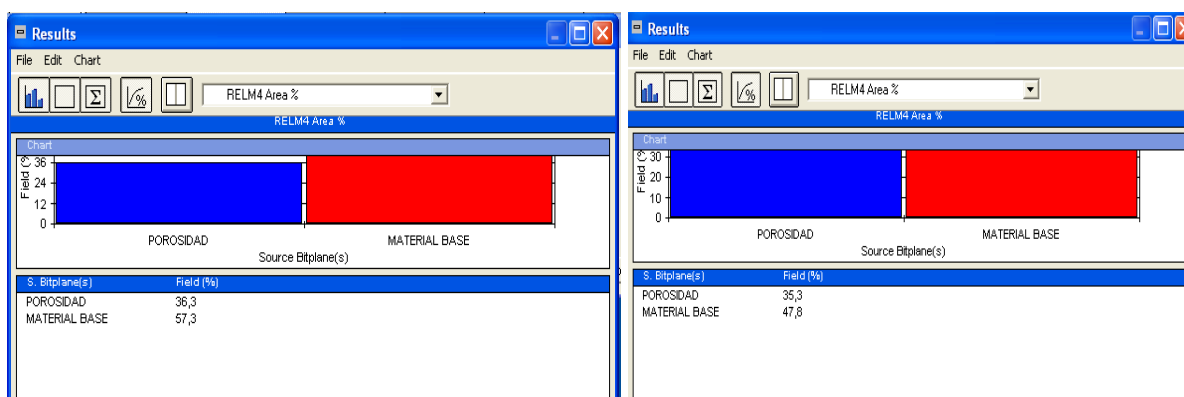 Results
File Edit Chart
RELM4 Area %
RELM4 Area %
Chart
Field (%
36
24
12
0
POROSIDAD MATERIAL BASE
Source Bitplane(s)
S. Bitplane(s) Field (%)
POROSIDAD 36,3
MATERIAL BASE 57,3
Results
File Edit Chart
RELM4 Area %
RELM4 Area %
Chart
Field (%
30
20
10
0
POROSIDAD MATERIAL BASE
Source Bitplane(s)
S. Bitplane(s) Field (%)
POROSIDAD 35,3
MATERIAL BASE 47,8